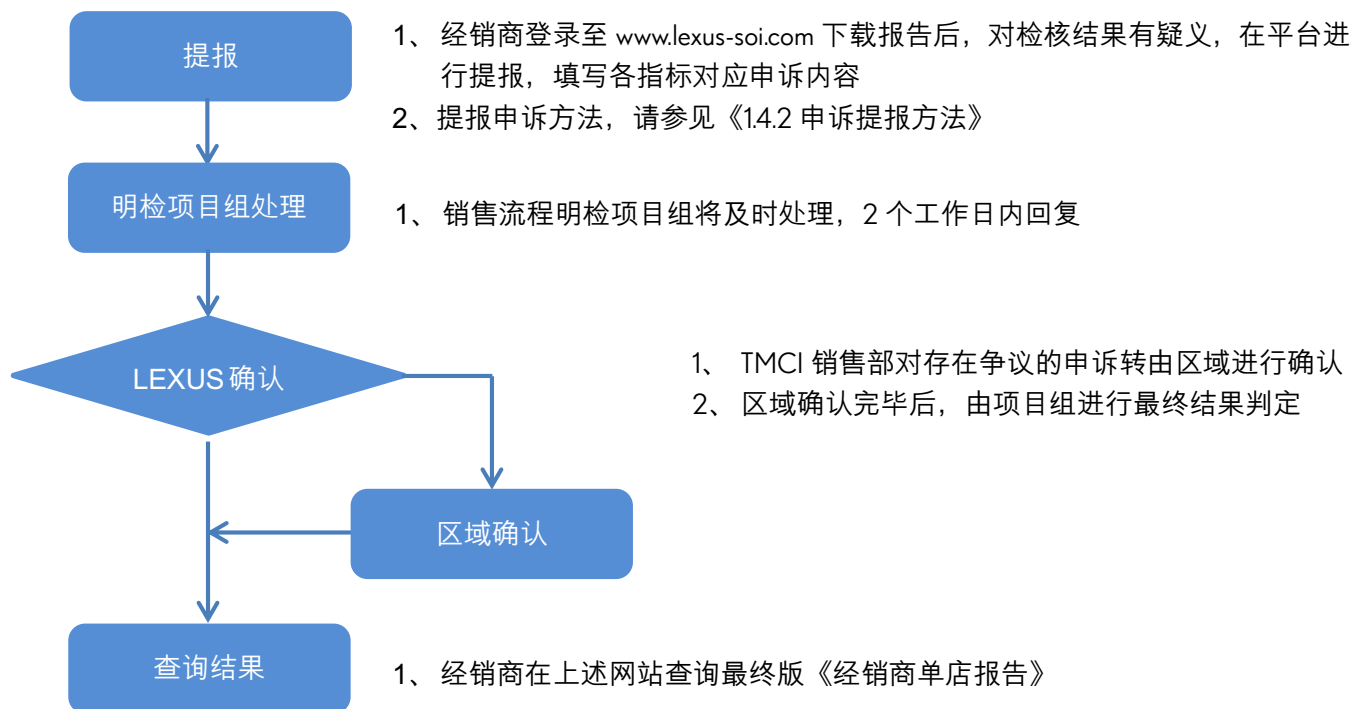 提报
1、 经销商登录至 www.lexus-soi.com 下载报告后，对检核结果有疑义，在平台进
行提报，填写各指标对应申诉内容
2、提报申诉方法，请参见《1.4.2 申诉提报方法》
明检项目组处理
1、 销售流程明检项目组将及时处理，2 个工作日内回复
LEXUS 确认
1、 TMCI 销售部对存在争议的申诉转由区域进行确认
2、 区域确认完毕后，由项目组进行最终结果判定
区域确认
查询结果
1、 经销商在上述网站查询最终版《经销商单店报告》